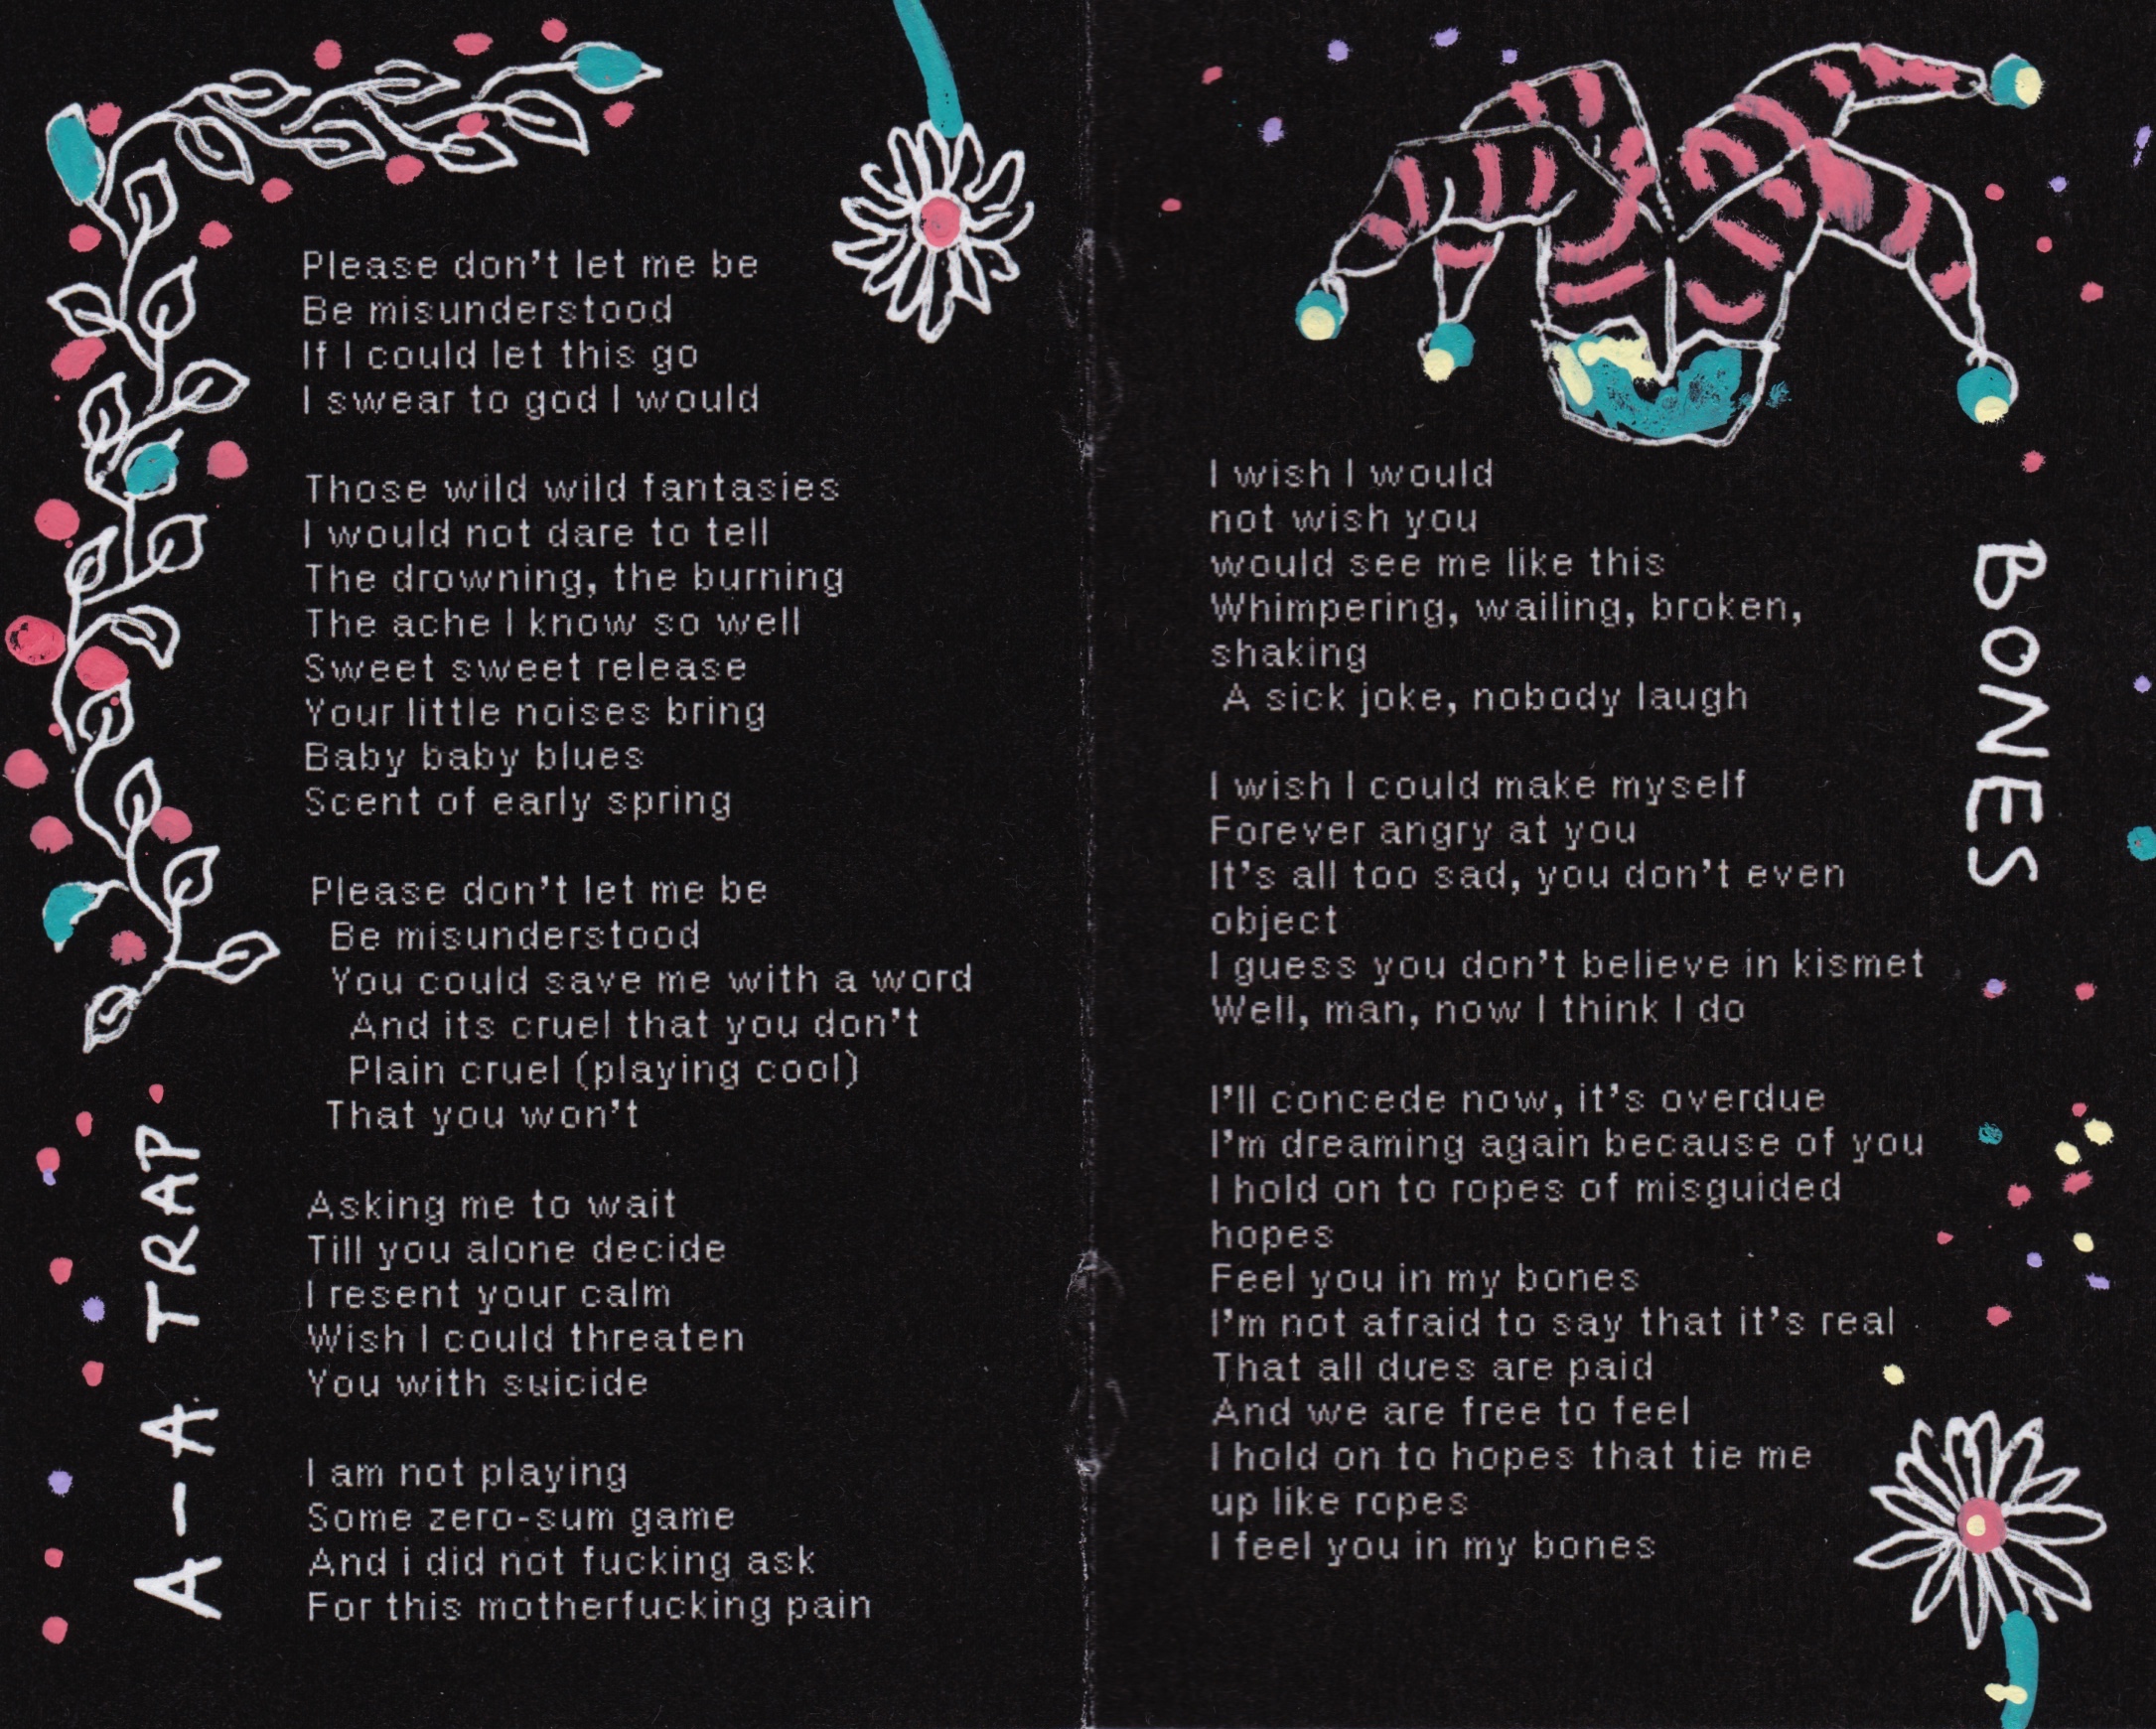 A-A TRAP
Please don't let me be
Be misunderstood
If I could let this go
I swear to god I would
Those wild wild fantasies
I would not dare to tell
The drowning, the burning
The ache I know so well
Sweet sweet release
Your little noises bring
Baby baby blues
Scent of early spring
Please don't let me be
Be misunderstood
You could save me with a word
And its cruel that you don't
Plain cruel (playing cool)
That you won't
Asking me to wait
Till you alone decide
I resent your calm
Wish I could threaten
You with suicide
I am not playing
Some zero-sum game
And i did not fucking ask
For this motherfucking pain
BONES
I wish I would
not wish you
would see me like this
Whimpering, wailing, broken,
shaking
A sick joke, nobody laugh
I wish I could make myself
Forever angry at you
It's all too sad, you don't even
object
I guess you don't believe in kismet
Well, man, now I think I do
I'll concede now, it's overdue
I'm dreaming again because of you
I hold on to ropes of misguided
hopes
Feel you in my bones
I'm not afraid to say that it's real
That all dues are paid
And we are free to feel
I hold on to hopes that tie me
up like ropes
I feel you in my bones